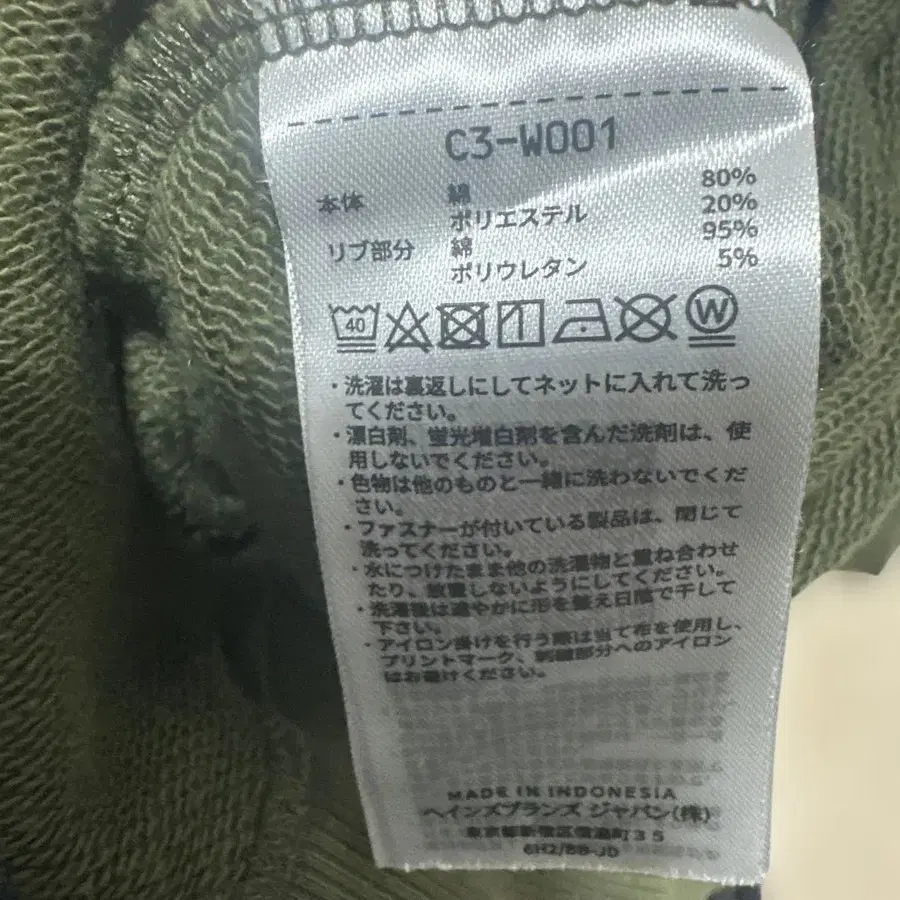 C3-W001
本体 綿 80%
ポリエステル 20%
リブ部分 綿 95%
ポリウレタン 5%
40 W
・洗濯は裏返しにしてネットに入れて洗っ
てください。
・漂白剤、蛍光増白剤を含んだ洗剤は、使
用しないでください。
・色物は他のものと一緒に洗わないでくだ
さい。
・ファスナーが付いている製品は、閉じて
洗ってください。
・水につけたまま他の洗濯物と重ね合わせ
たり、放置しないようにしてください。
・洗濯後は速やかに形を整え日陰で干して
下さい。
・アイロン掛けを行う際は当て布を使用し、
プリントマーク、刺繍部分へのアイロン
はお避けください。
MADE IN INDONESIA
ヘインズブランズ ジャパン(株)
東京都新宿区信濃町35
6H2/BB-JD